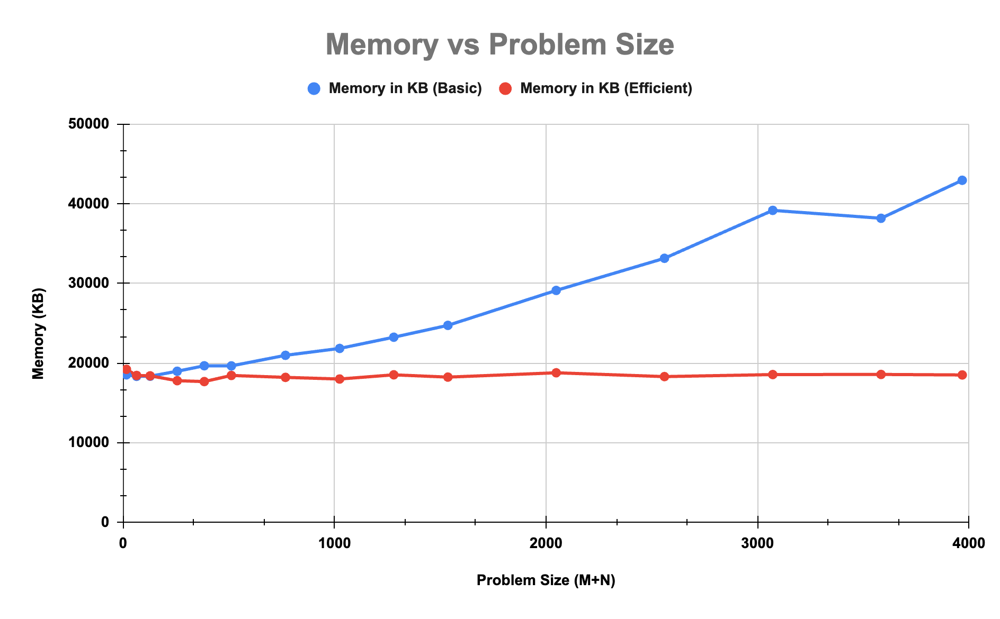 Memory vs Problem Size
Memory in KB (Basic) Memory in KB (Efficient)
50000
40000
30000
20000
10000
0
Memory (KB)
0 1000 2000 3000 4000
Problem Size (M+N)